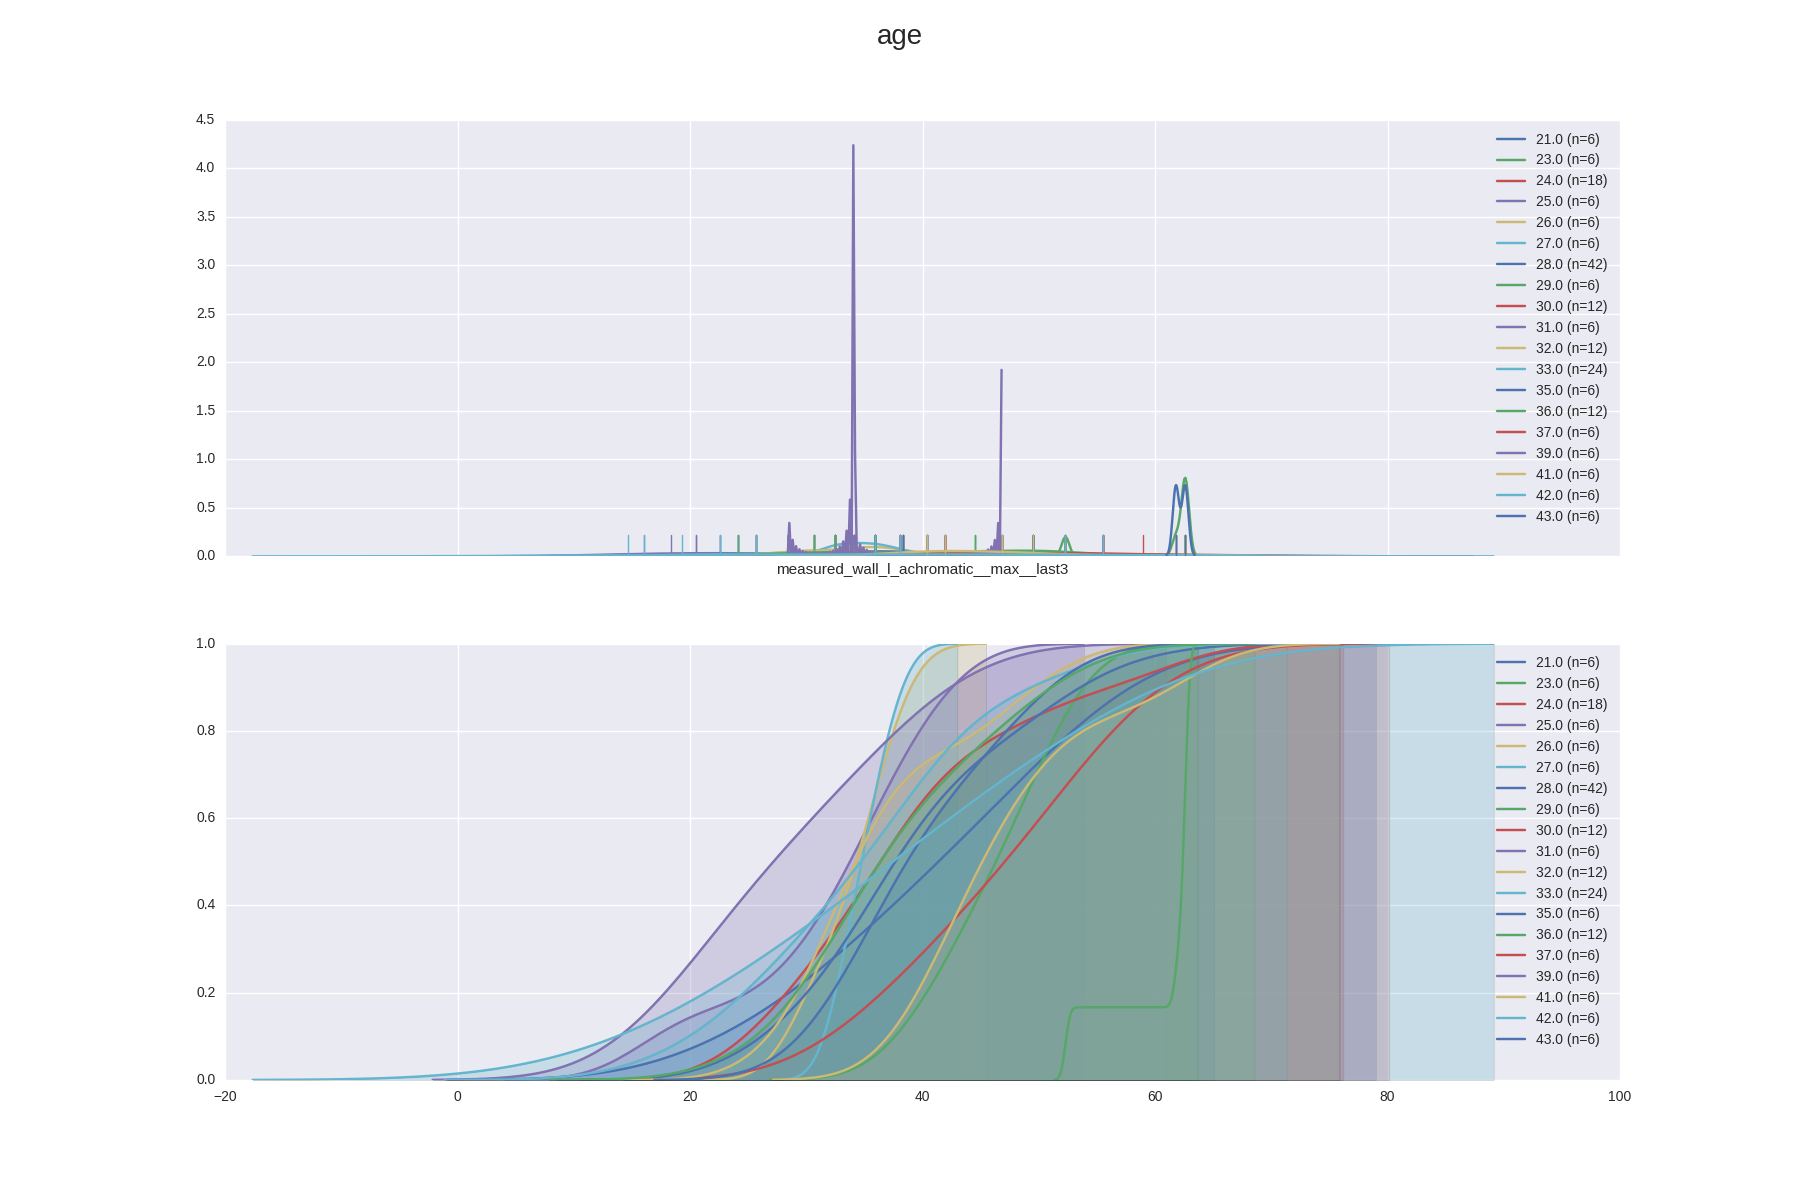 age
4.5
4.0
3.5
3.0
2.5
2.0
1.5
1.0
0.5
0.0
21.0 (n=6)
23.0 (n=6)
24.0 (n=18)
25.0 (n=6)
26.0 (n=6)
27.0 (n=6)
28.0 (n=42)
29.0 (n=6)
30.0 (n=12)
31.0 (n=6)
32.0 (n=12)
33.0 (n=24)
35.0 (n=6)
36.0 (n=12)
37.0 (n=6)
39.0 (n=6)
41.0 (n=6)
42.0 (n=6)
43.0 (n=6)
measured_wall_l_achromatic__max__last3
1.0
0.8
0.6
0.4
0.2
0.0
21.0 (n=6)
23.0 (n=6)
24.0 (n=18)
25.0 (n=6)
26.0 (n=6)
27.0 (n=6)
28.0 (n=42)
29.0 (n=6)
30.0 (n=12)
31.0 (n=6)
32.0 (n=12)
33.0 (n=24)
35.0 (n=6)
36.0 (n=12)
37.0 (n=6)
39.0 (n=6)
41.0 (n=6)
42.0 (n=6)
43.0 (n=6)
−20 0 20 40 60 80 100